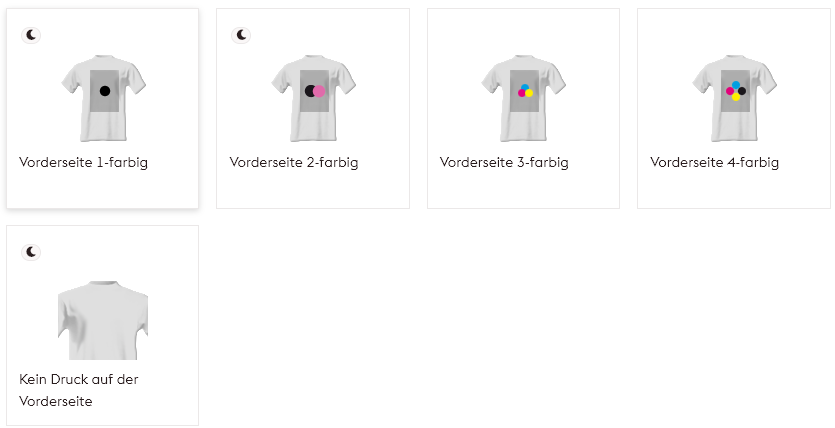 Vorderseite 1-farbig
Vorderseite 2-farbig
Vorderseite 3-farbig
Vorderseite 4-farbig
Kein Druck auf der
Vorderseite